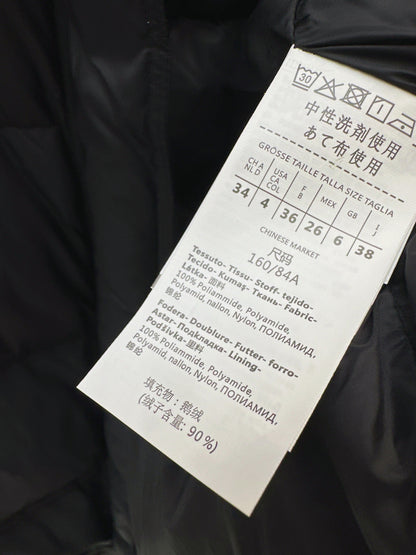 30
中性洗剤使用
あて布使用
GRÖSSE TAILLE TALLA SIZE TAGLIA
CH A NL D USA CA COL F B MEX GB I J
34 4 36 26 6 38
CHINESE MARKET
尺码
160/84A
Tessuto- Tissu- Stoff- tejido-
Tecido- Kumaş- Ткань- Fabric-
Látka- 面料
100% Poliammide, Polyamide,
Polyamid, nailon, Nylon, ПОЛИАМИД,
锦纶
Fodera- Doublure- Futter- forro-
Astar- Подкладка- Lining-
Podšívka- 里料
100% Poliammide, Polyamide,
Polyamid, nailon, Nylon, ПОЛИАМИД,
锦纶
填充物：鹅绒
(绒子含量: 90%)